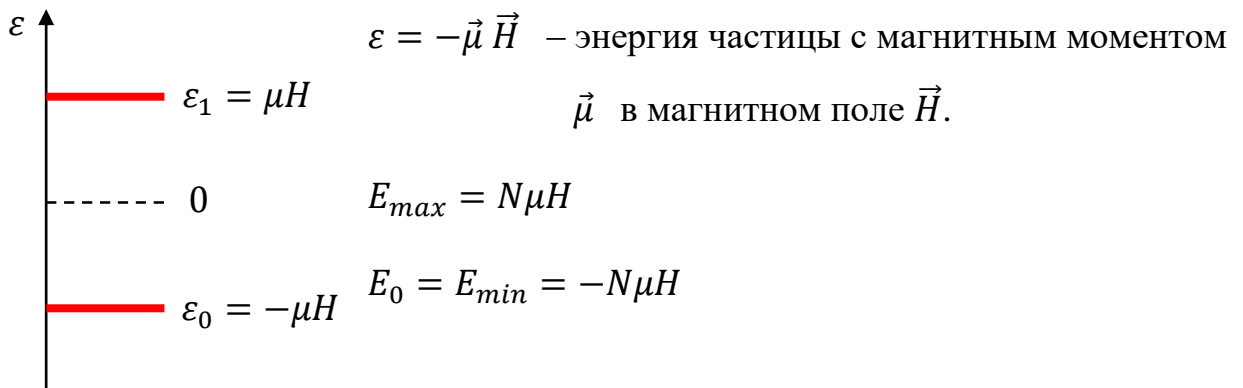 ε
ε = −μ⃗ H⃗ – энергия частицы с магнитным моментом
ε₁ = μH
μ⃗ в магнитном поле H⃗.
0
E_max = NμH
E₀ = E_min = −NμH
ε₀ = −μH